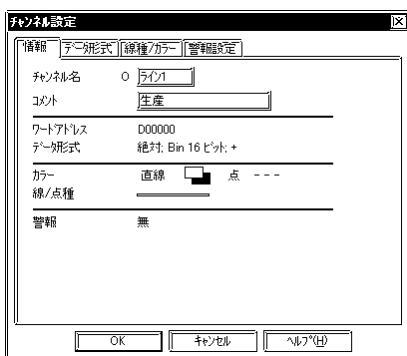 チャンネル設定
情報 データ形式 線種/カラー 警報設定
チャンネル名 0 ライン1
コメント 生産
ワードアドレス D00000
データ形式 絶対; Bin 16 ビット; +
カラー 直線 点 - - -
線/点種
警報 無
OK キャンセル ヘルプ(H)